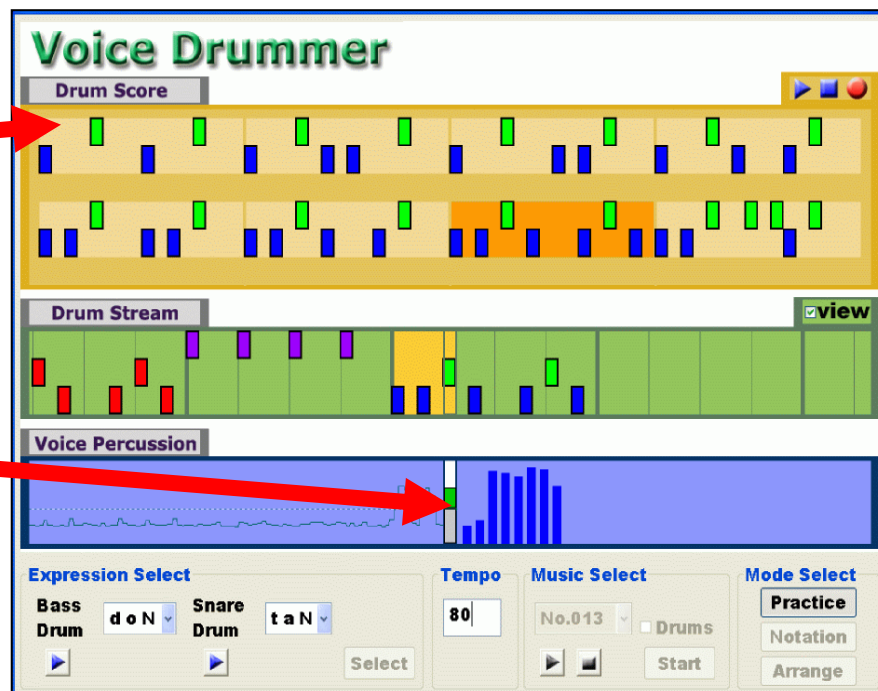 Voice Drummer
Drum Score
Drum Stream
view
Voice Percussion
Expression Select
Bass Drum
d o N
Snare Drum
t a N
Select
Tempo
80
Music Select
No.013
Drums
Start
Mode Select
Practice
Notation
Arrange